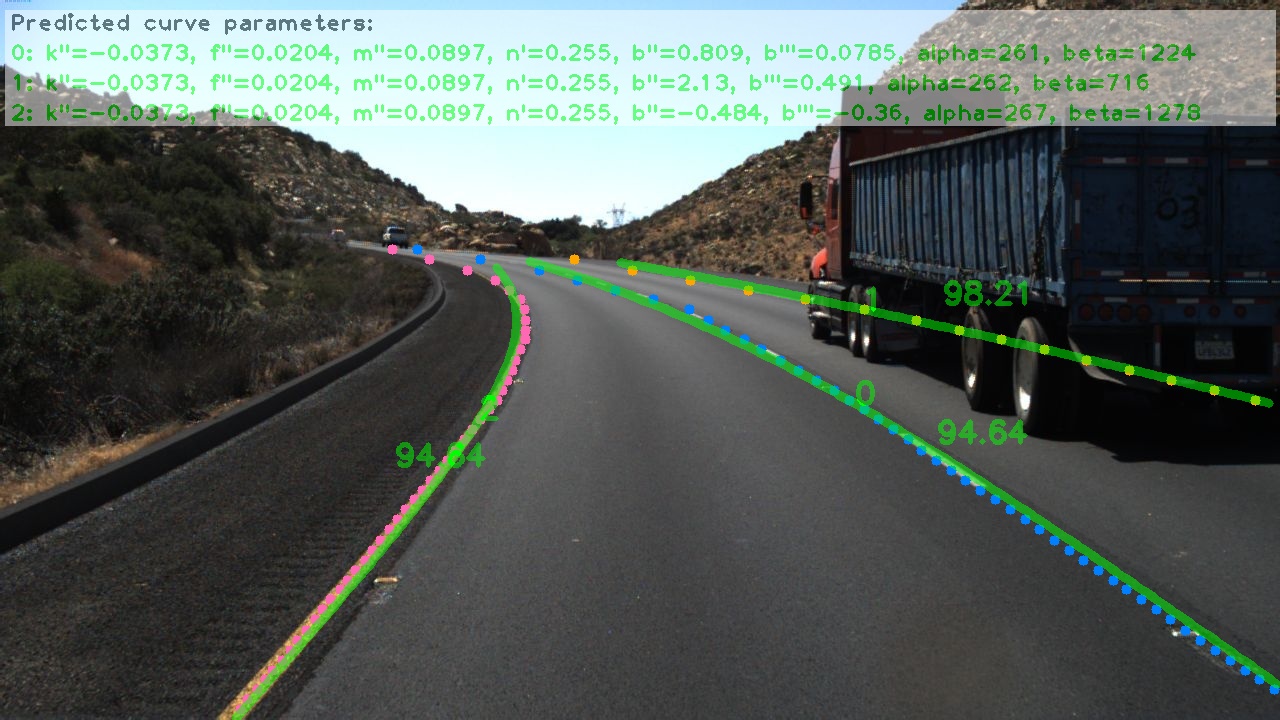 Predicted curve parameters:
0: k''=-0.0373, f''=0.0204, m''=0.0897, n'=0.255, b''=0.809, b'''=0.0785, alpha=261, beta=1224
1: k''=-0.0373, f''=0.0204, m''=0.0897, n'=0.255, b''=2.13, b'''=0.491, alpha=262, beta=716
2: k''=-0.0373, f''=0.0204, m''=0.0897, n'=0.255, b''=-0.484, b'''=-0.36, alpha=267, beta=1278
03
1
98.21
0
94.64
2
94.64